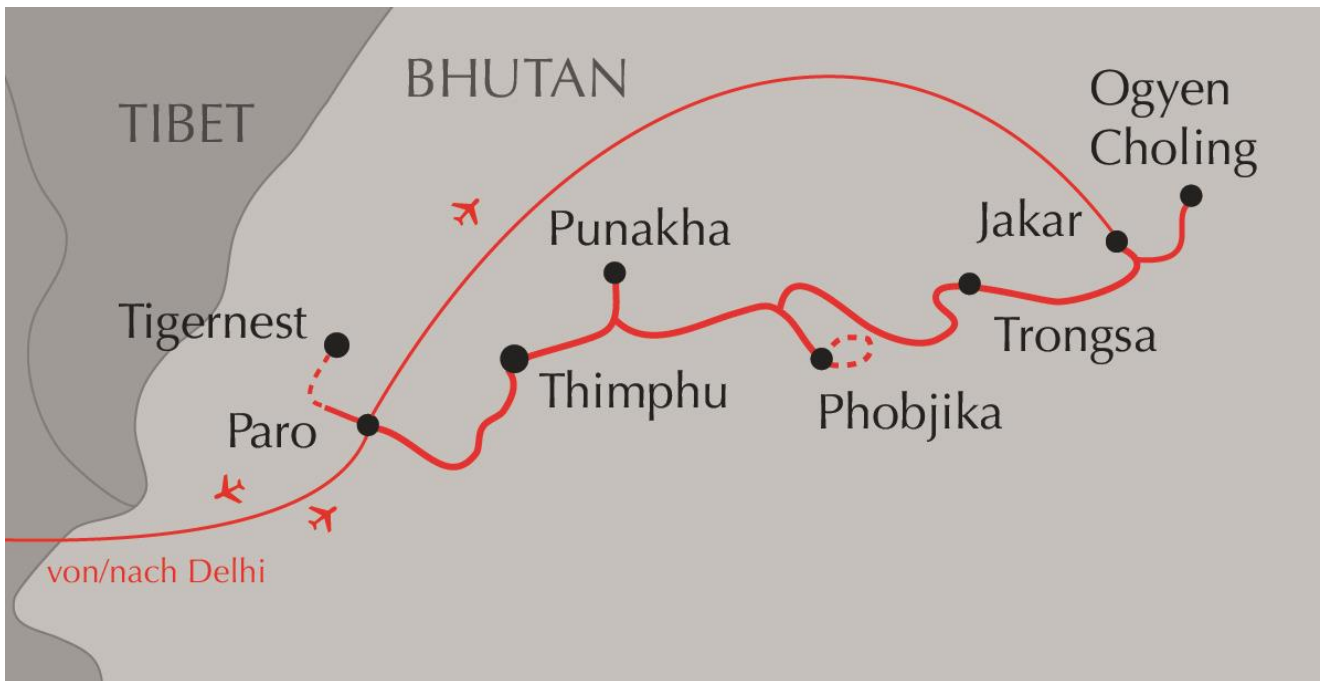 BHUTAN
TIBET
Ogyen
Choling
Punakha
Jakar
Tigernest
Trongsa
Thimphu
Phobjika
Paro
von/nach Delhi